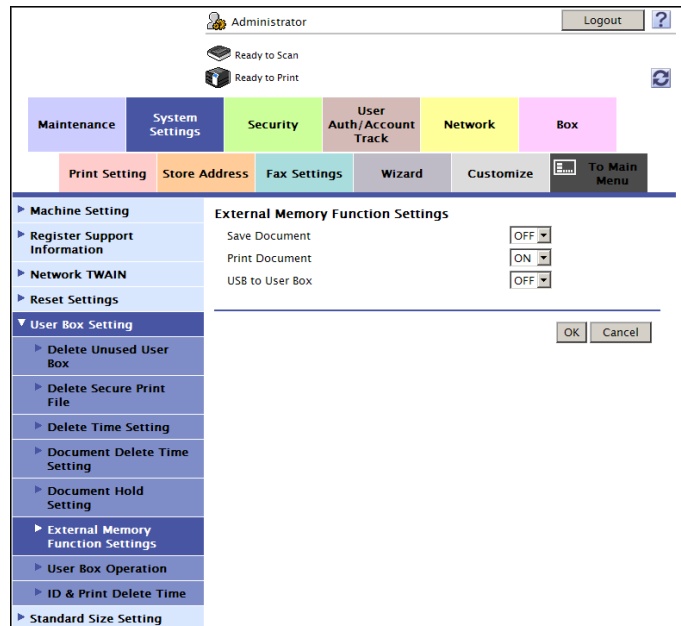 Administrator
Logout
?
Ready to Scan
Ready to Print
Maintenance
System
Settings
Security
User
Auth/Account
Track
Network
Box
Print Setting
Store Address
Fax Settings
Wizard
Customize
To Main
Menu
Machine Setting
Register Support
Information
Network TWAIN
Reset Settings
User Box Setting
Delete Unused User
Box
Delete Secure Print
File
Delete Time Setting
Document Delete Time
Setting
Document Hold
Setting
External Memory
Function Settings
User Box Operation
ID & Print Delete Time
Standard Size Setting
External Memory Function Settings
Save Document OFF
Print Document ON
USB to User Box OFF
OK Cancel